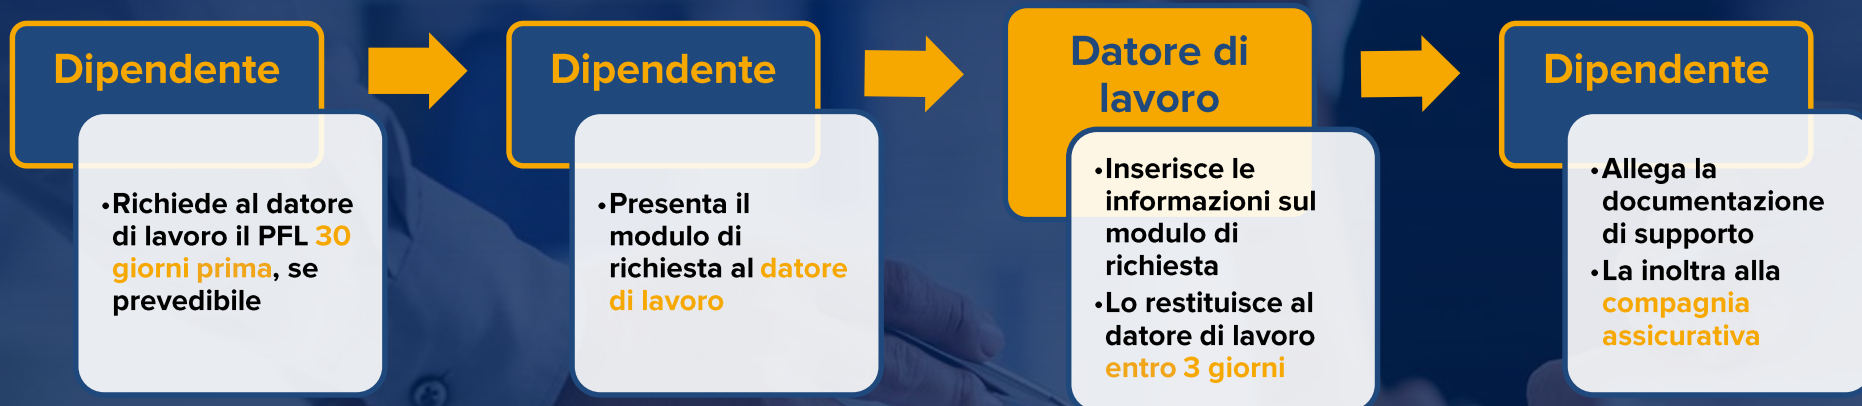 Dipendente
•Richiede al datore
di lavoro il PFL 30
giorni prima, se
prevedibile
Dipendente
•Presenta il
modulo di
richiesta al datore
di lavoro
Datore di
lavoro
•Inserisce le
informazioni sul
modulo di
richiesta
•Lo restituisce al
datore di lavoro
entro 3 giorni
Dipendente
•Allega la
documentazione
di supporto
•La inoltra alla
compagnia
assicurativa